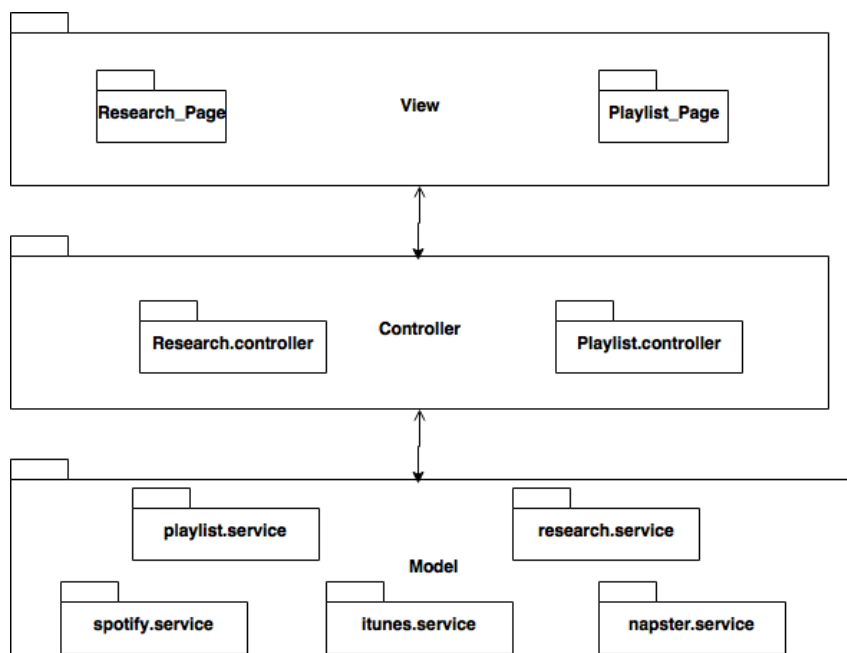 Research_Page
View
Playlist_Page
Research.controller
Controller
Playlist.controller
playlist.service
research.service
Model
spotify.service
itunes.service
napster.service